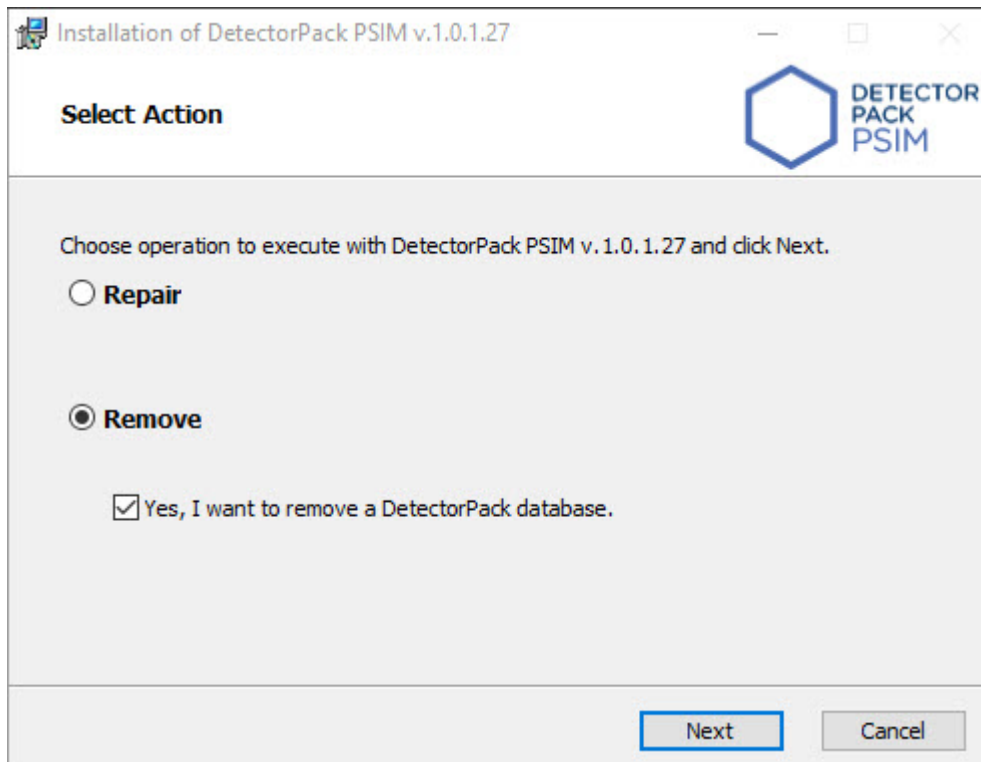 Installation of DetectorPack PSIM v.1.0.1.27
Select Action
DETECTOR
PACK
PSIM
Choose operation to execute with DetectorPack PSIM v.1.0.1.27 and click Next.
Repair
Remove
Yes, I want to remove a DetectorPack database.
Next
Cancel